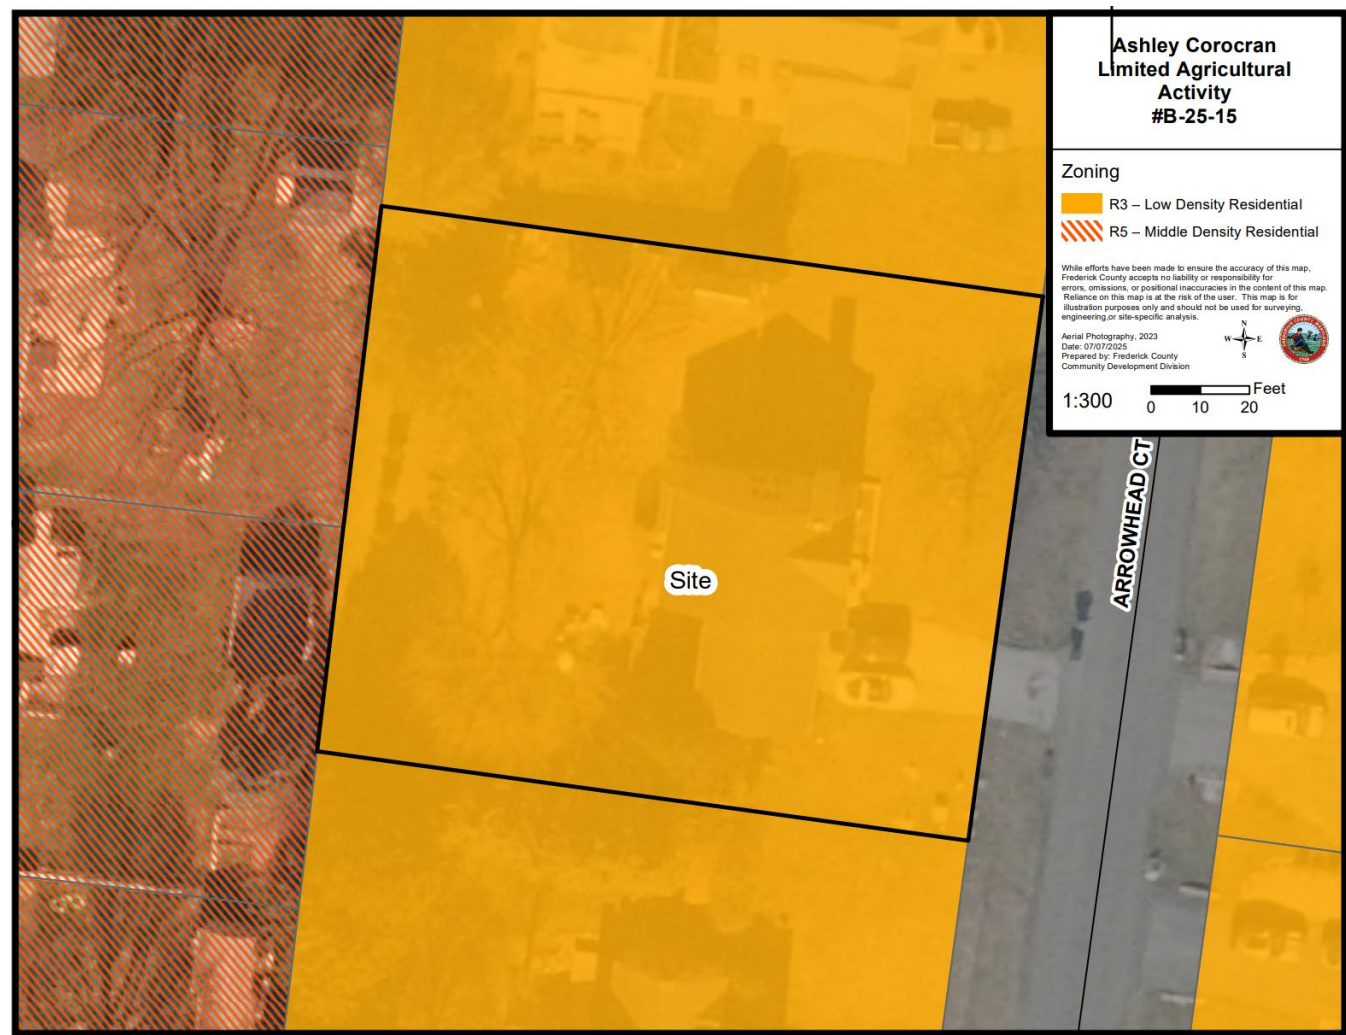 Ashley Corocran
Limited Agricultural
Activity
#B-25-15
Zoning
R3 – Low Density Residential
R5 – Middle Density Residential
While efforts have been made to ensure the accuracy of this map,
Frederick County accepts no liability or responsibility for
errors, omissions, or positional inaccuracies in the content of this map.
Reliance on this map is at the risk of the user. This map is for
illustration purposes only and should not be used for surveying,
engineering,or site-specific analysis.
Aerial Photography, 2023
Date: 07/07/2025
Prepared by: Frederick County
Community Development Division
N
W E
S
1:300
Feet
0 10 20
ARROWHEAD CT
Site